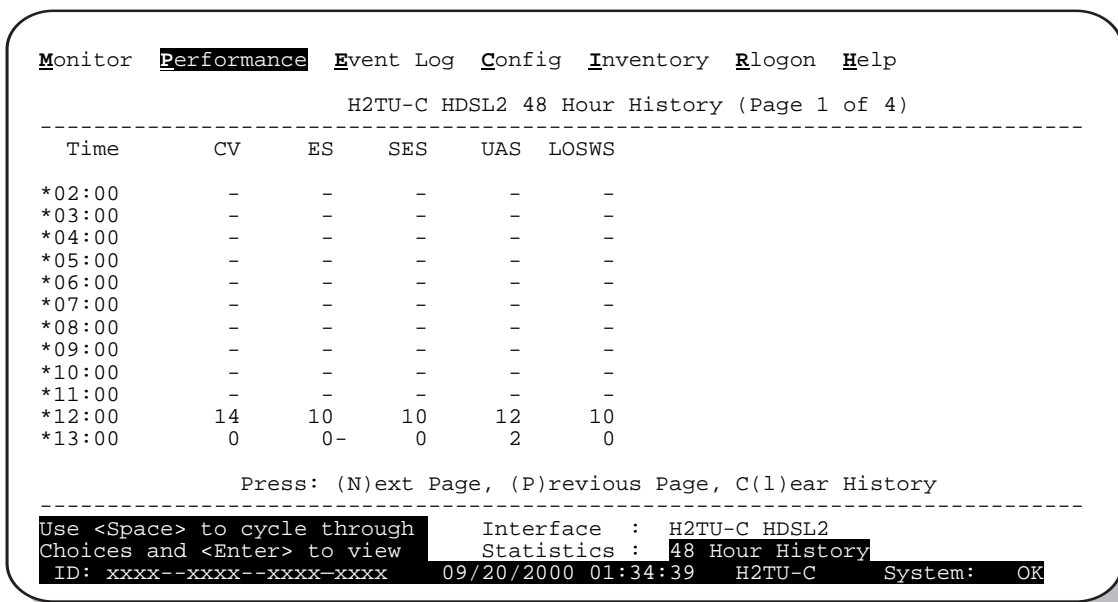 Monitor Performance Event Log Config Inventory Rlogon Help
H2TU-C HDSL2 48 Hour History (Page 1 of 4)
--------------------------------------------------------------------------------
Time CV ES SES UAS LOSWS
*02:00 - - - - -
*03:00 - - - - -
*04:00 - - - - -
*05:00 - - - - -
*06:00 - - - - -
*07:00 - - - - -
*08:00 - - - - -
*09:00 - - - - -
*10:00 - - - - -
*11:00 - - - - -
*12:00 14 10 10 12 10
*13:00 0 0- 0 2 0
Press: (N)ext Page, (P)revious Page, C(l)ear History
--------------------------------------------------------------------------------
Use <Space> to cycle through Interface : H2TU-C HDSL2
Choices and <Enter> to view Statistics : 48 Hour History
ID: xxxx--xxxx--xxxx—xxxx 09/20/2000 01:34:39 H2TU-C System: OK